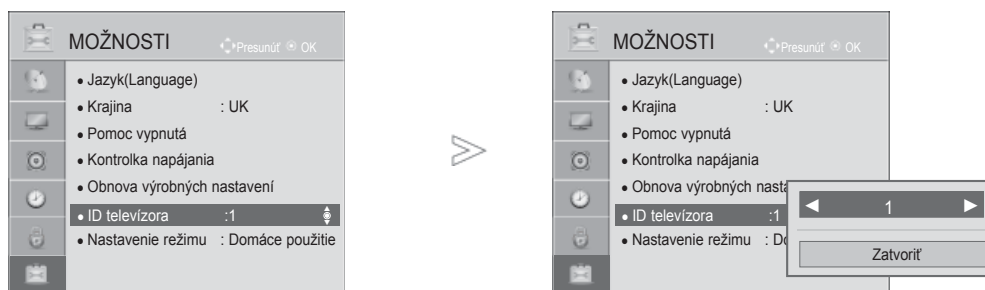 MOŽNOSTI Presunúť OK
• Jazyk(Language)
• Krajina : UK
• Pomoc vypnutá
• Kontrolka napájania
• Obnova výrobných nastavení
• ID televízora :1
• Nastavenie režimu : Domáce použitie
MOŽNOSTI Presunúť OK
• Jazyk(Language)
• Krajina : UK
• Pomoc vypnutá
• Kontrolka napájania
• Obnova výrobných nasta
• ID televízora :1
• Nastavenie režimu : Do
◀ 1 ▶
Zatvoriť